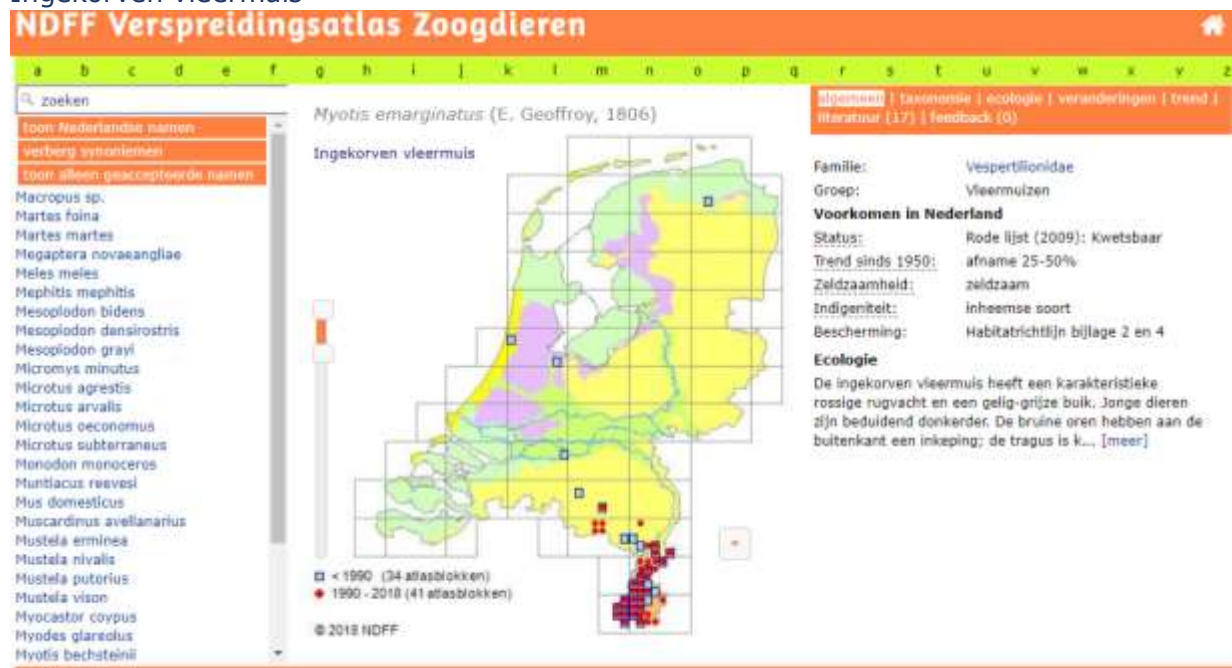 Ingekorven vleermuis
NDFF Verspreidingsatlas Zoogdieren
a b c d e f g h i j k l m n o p q r s t u v w x y z
zoeken
toon Nederlandse namen
verberg synoniemen
toon alleen geaccepteerde namen
Macropus sp.
Martes foina
Martes martes
Megaptera novaeangliae
Meles meles
Mephitis mephitis
Mesoplodon bidens
Mesoplodon densirostris
Mesoplodon grayi
Micromys minutus
Microtus agrestis
Microtus arvalis
Microtus oeconomus
Microtus subterraneus
Monodon monoceros
Muntiacus reevesi
Mus domesticus
Muscardinus avellanarius
Mustela erminea
Mustela nivalis
Mustela putorius
Mustela vison
Myocastor coypus
Myodes glareolus
Myotis bechsteinii
Myotis emarginatus (E. Geoffroy, 1806)
Ingekorven vleermuis
< 1990 (34 atlasblokken)
1990 - 2018 (41 atlasblokken)
© 2018 NDFF
algemeen | taxonomie | ecologie | veranderingen | trend |
literatuur (17) | feedback (0)
Familie: Vespertilionidae
Groep: Vleermuizen
Voorkomen in Nederland
Status: Rode lijst (2009): Kwetsbaar
Trend sinds 1950: afname 25-50%
Zeldzaamheid: zeldzaam
Indigeniteit: inheemse soort
Bescherming: Habitatrichtlijn bijlage 2 en 4
Ecologie
De ingekorven vleermuis heeft een karakteristieke
rossige rugvacht en een gelig-grijze buik. Jonge dieren
zijn beduidend donkerder. De bruine oren hebben aan de
buitenkant een inkeping; de tragus is k... [meer]